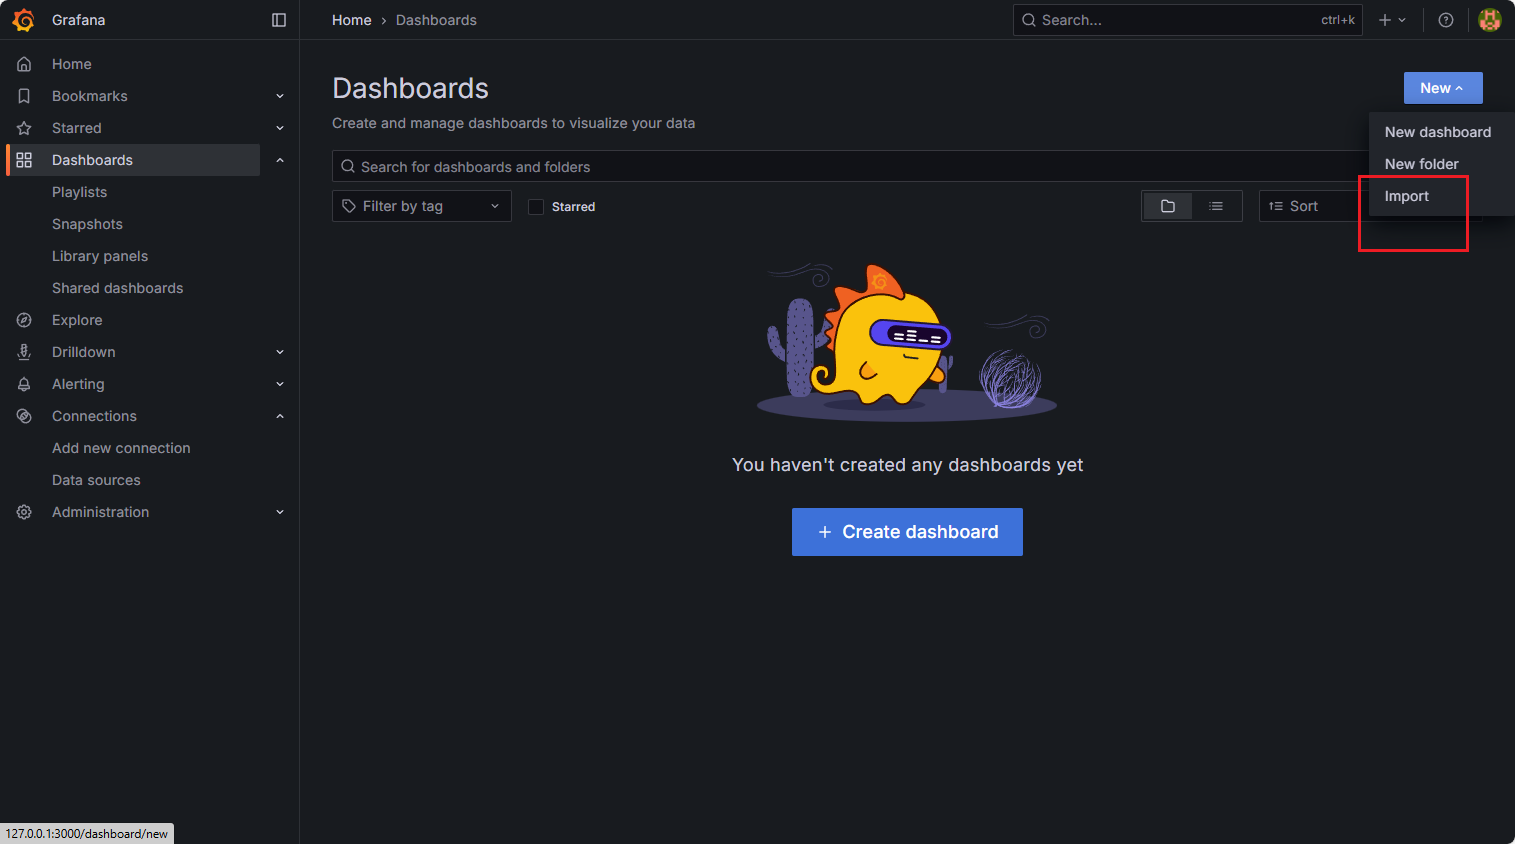 Grafana
Home › Dashboards
Search...
ctrl+k
Home
Bookmarks
Starred
Dashboards
Playlists
Snapshots
Library panels
Shared dashboards
Explore
Drilldown
Alerting
Connections
Add new connection
Data sources
Administration
Dashboards
Create and manage dashboards to visualize your data
New
New dashboard
New folder
Import
Search for dashboards and folders
Filter by tag
Starred
Sort
You haven't created any dashboards yet
+ Create dashboard
127.0.0.1:3000/dashboard/new